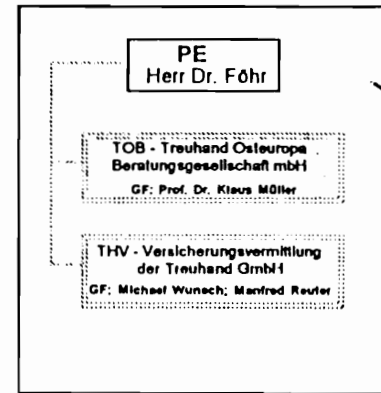 PE
Herr Dr. Föhr
TOB - Treuhand Osteuropa
Beratungsgesellschaft mbH
GF: Prof. Dr. Klaus Müller
THV - Versicherungsvermittlung
der Treuhand GmbH
GF: Michael Wunsch; Manfred Reuter